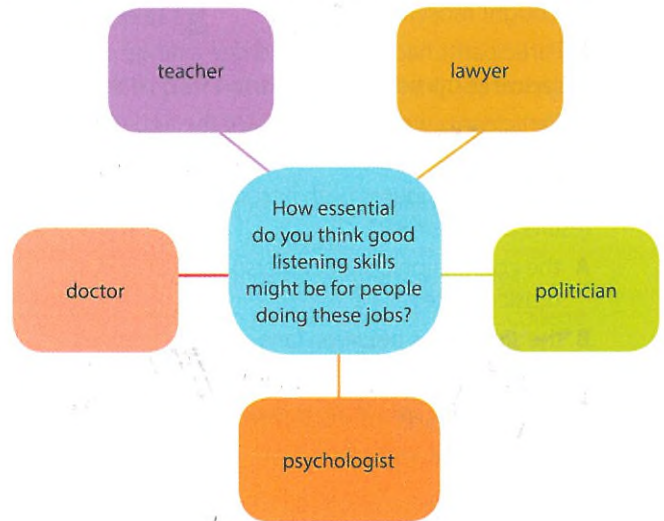 teacher
lawyer
How essential
do you think good
listening skills
might be for people
doing these jobs?
doctor
politician
psychologist